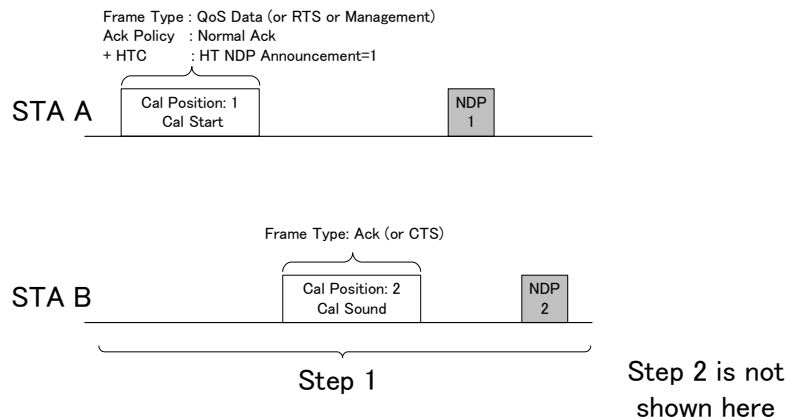 Frame Type : QoS Data (or RTS or Management)
Ack Policy : Normal Ack
+ HTC : HT NDP Announcement=1
STA A
Cal Position: 1
Cal Start
NDP
1
Frame Type: Ack (or CTS)
STA B
Cal Position: 2
Cal Sound
NDP
2
Step 1
Step 2 is not
shown here